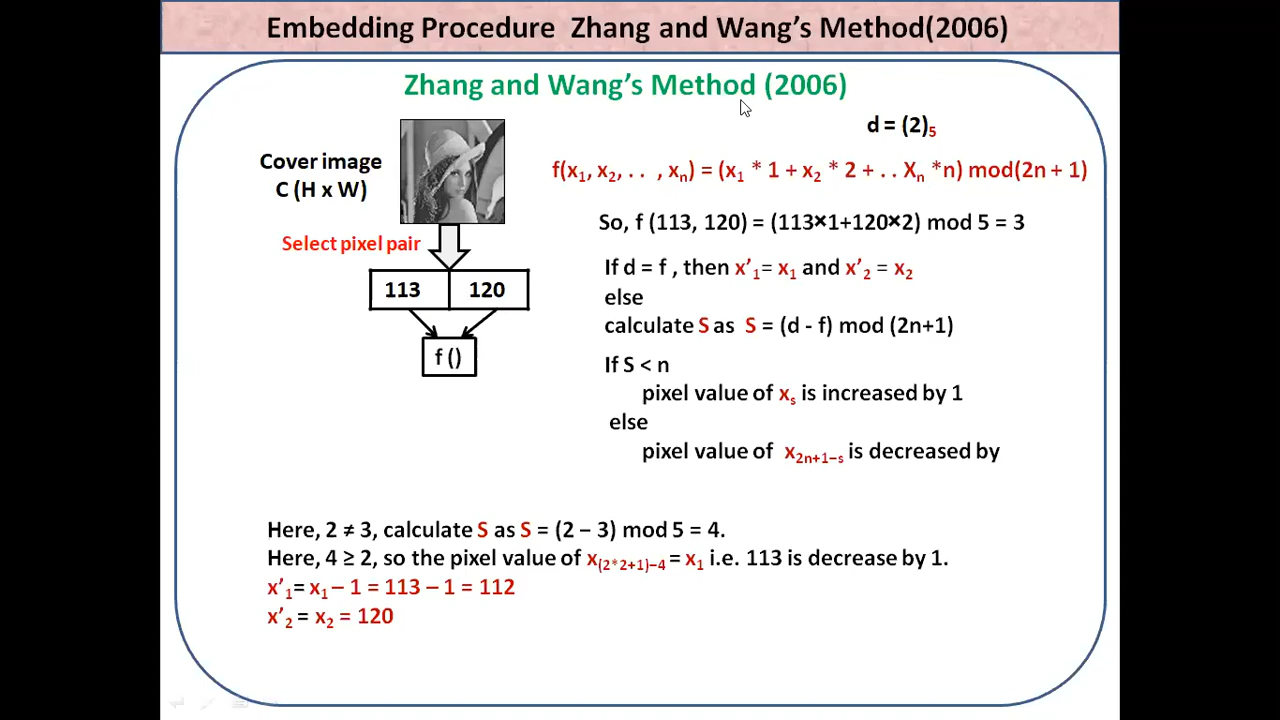 Embedding Procedure Zhang and Wang's Method(2006)
Zhang and Wang's Method (2006)
d = (2)₅
Cover image
C (H x W)
f(x₁, x₂, . . , xₙ) = (x₁ * 1 + x₂ * 2 + . . Xₙ *n) mod(2n + 1)
So, f (113, 120) = (113×1+120×2) mod 5 = 3
Select pixel pair
If d = f , then x'₁= x₁ and x'₂ = x₂
113 120
else
calculate S as S = (d - f) mod (2n+1)
f ()
If S < n
pixel value of xₛ is increased by 1
else
pixel value of x₂ₙ₊₁₋ₛ is decreased by
Here, 2 ≠ 3, calculate S as S = (2 – 3) mod 5 = 4.
Here, 4 ≥ 2, so the pixel value of x₍₂*₂₊₁₎₋₄ = x₁ i.e. 113 is decrease by 1.
x'₁= x₁ – 1 = 113 – 1 = 112
x'₂ = x₂ = 120